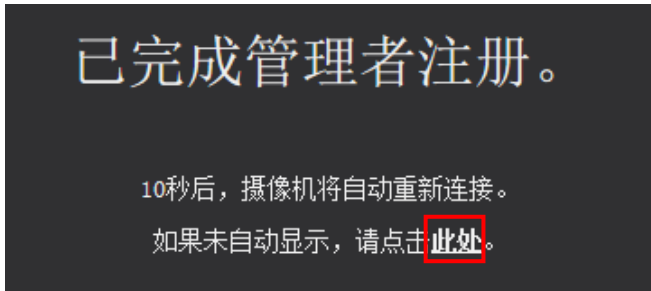 已完成管理者注册。
10秒后，摄像机将自动重新连接。
如果未自动显示，请点击此处。